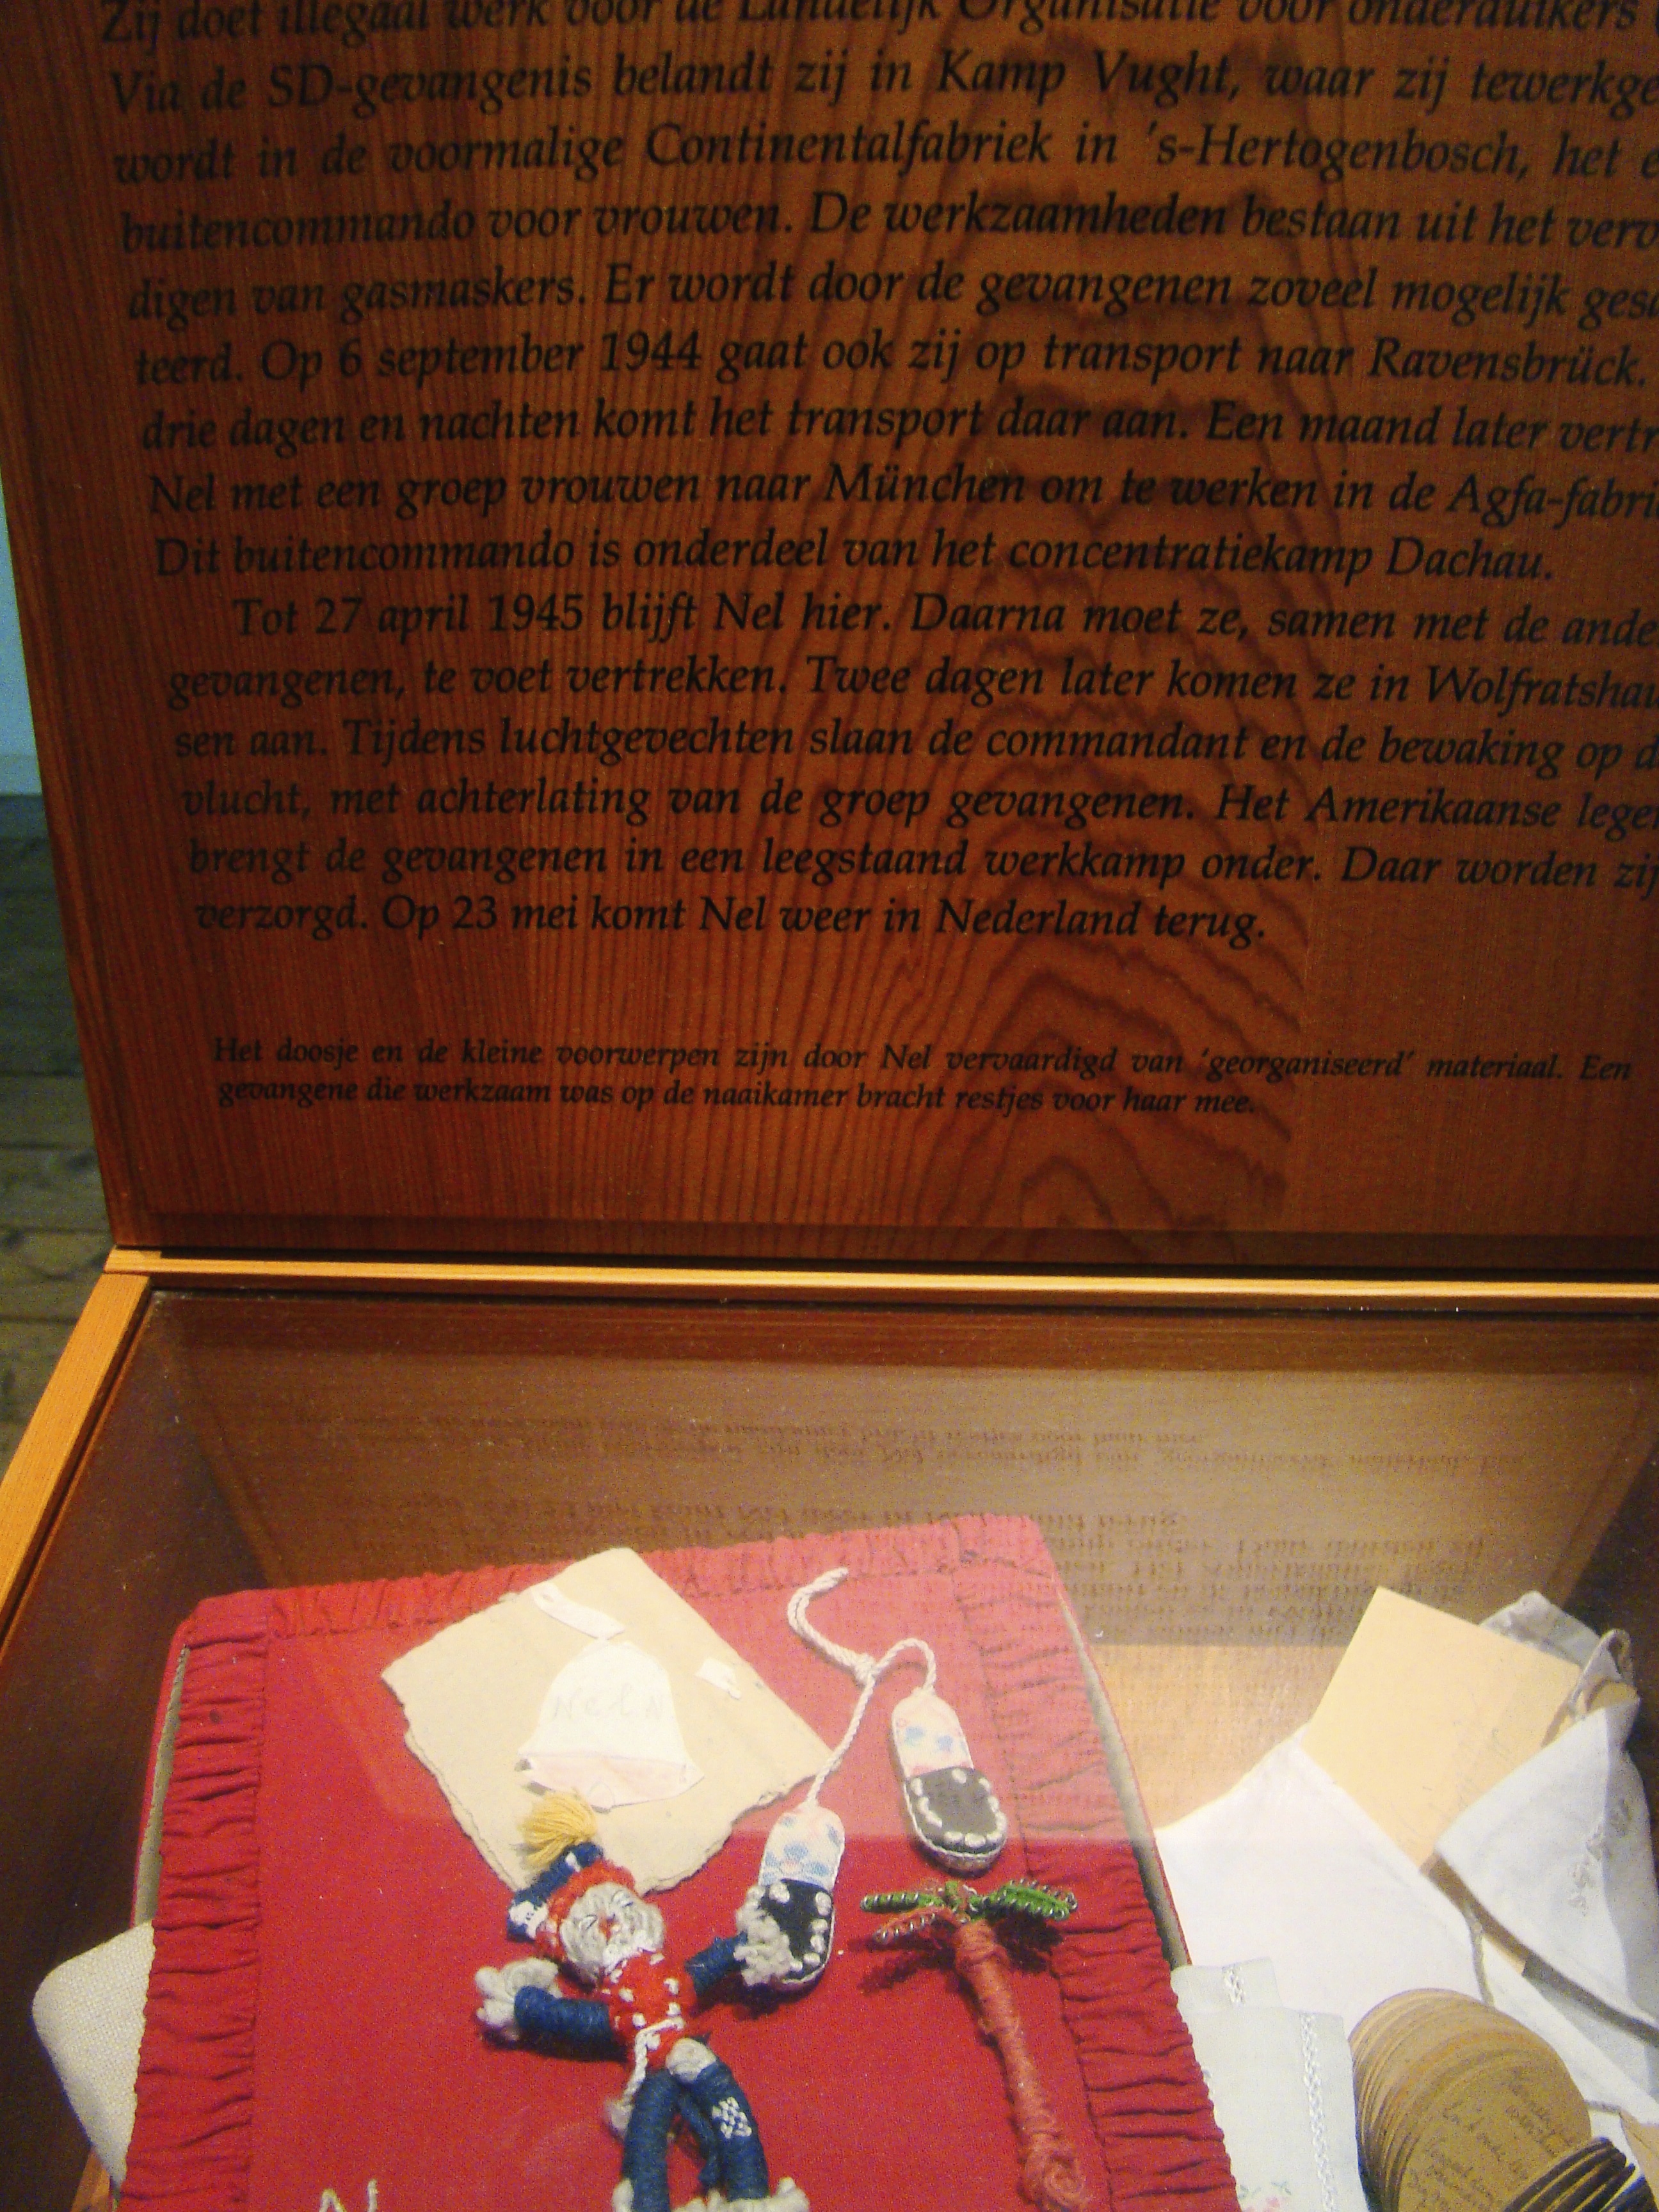 Zij doet illegaal werk voor de Landelijk Organisatie voor onderduikers
Via de SD-gevangenis belandt zij in Kamp Vught, waar zij tewerkge
wordt in de voormalige Continentalfabriek in 's-Hertogenbosch, het e
buitencommando voor vrouwen. De werkzaamheden bestaan uit het verv
digen van gasmaskers. Er wordt door de gevangenen zoveel mogelijk gesa
teerd. Op 6 september 1944 gaat ook zij op transport naar Ravensbrück.
drie dagen en nachten komt het transport daar aan. Een maand later vertr
Nel met een groep vrouwen naar München om te werken in de Agfa-fabri
Dit buitencommando is onderdeel van het concentratiekamp Dachau.
Tot 27 april 1945 blijft Nel hier. Daarna moet ze, samen met de ande
gevangenen, te voet vertrekken. Twee dagen later komen ze in Wolfratshau
sen aan. Tijdens luchtgevechten slaan de commandant en de bewaking op d
vlucht, met achterlating van de groep gevangenen. Het Amerikaanse leger
brengt de gevangenen in een leegstaand werkkamp onder. Daar worden zij
verzorgd. Op 23 mei komt Nel weer in Nederland terug.
Het doosje en de kleine voorwerpen zijn door Nel vervaardigd van 'georganiseerd' materiaal. Een
gevangene die werkzaam was op de naaikamer bracht restjes voor haar mee.
Nel N
N